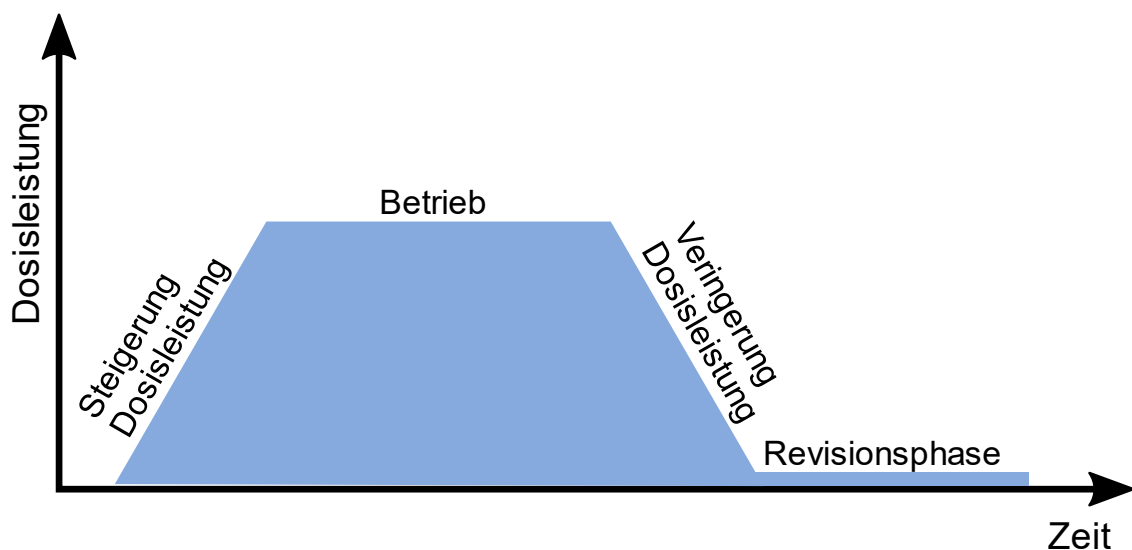 Dosisleistung
Betrieb
Steigerung
Dosisleistung
Veringerung
Dosisleistung
Revisionsphase
Zeit